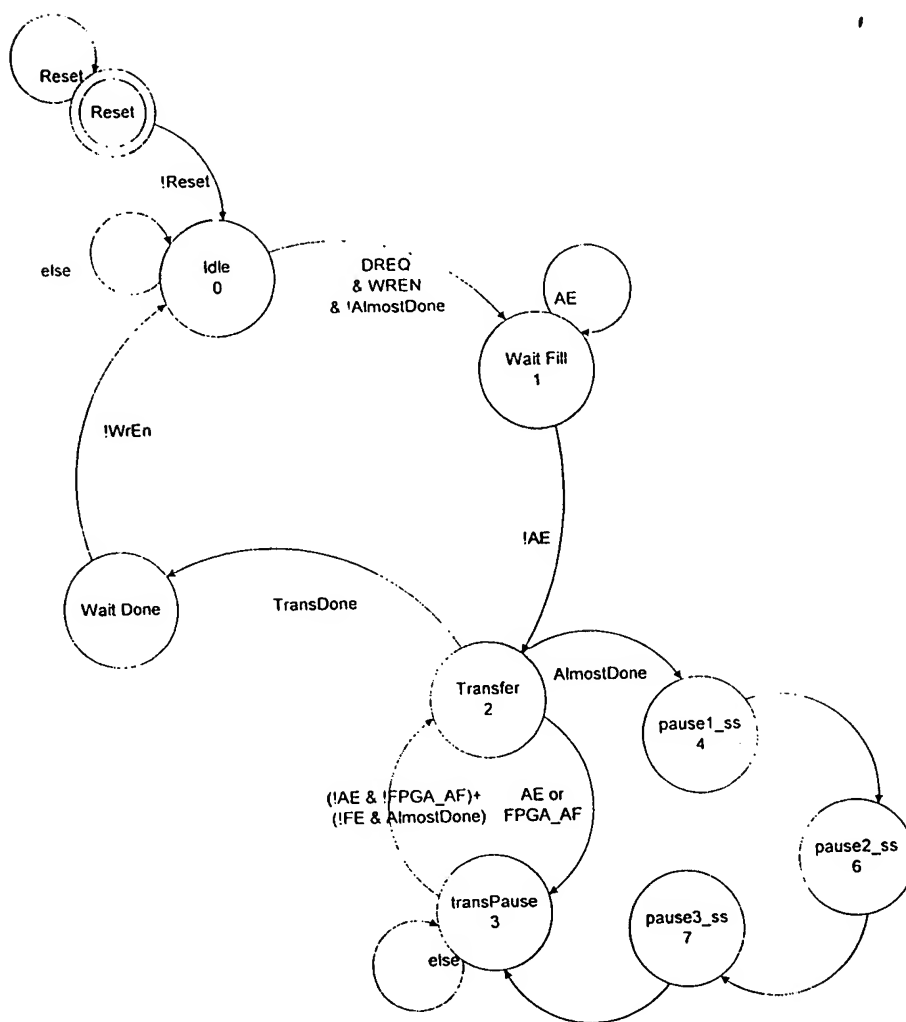 Reset
Reset
!Reset
else
Idle
0
DREQ
& WREN
& !AlmostDone
AE
Wait Fill
1
!WrEn
!AE
Wait Done
TransDone
Transfer
2
AlmostDone
pause1_ss
4
(!AE & !FPGA_AF)+
(!FE & AlmostDone)
AE or
FPGA_AF
pause2_ss
6
transPause
3
pause3_ss
7
else